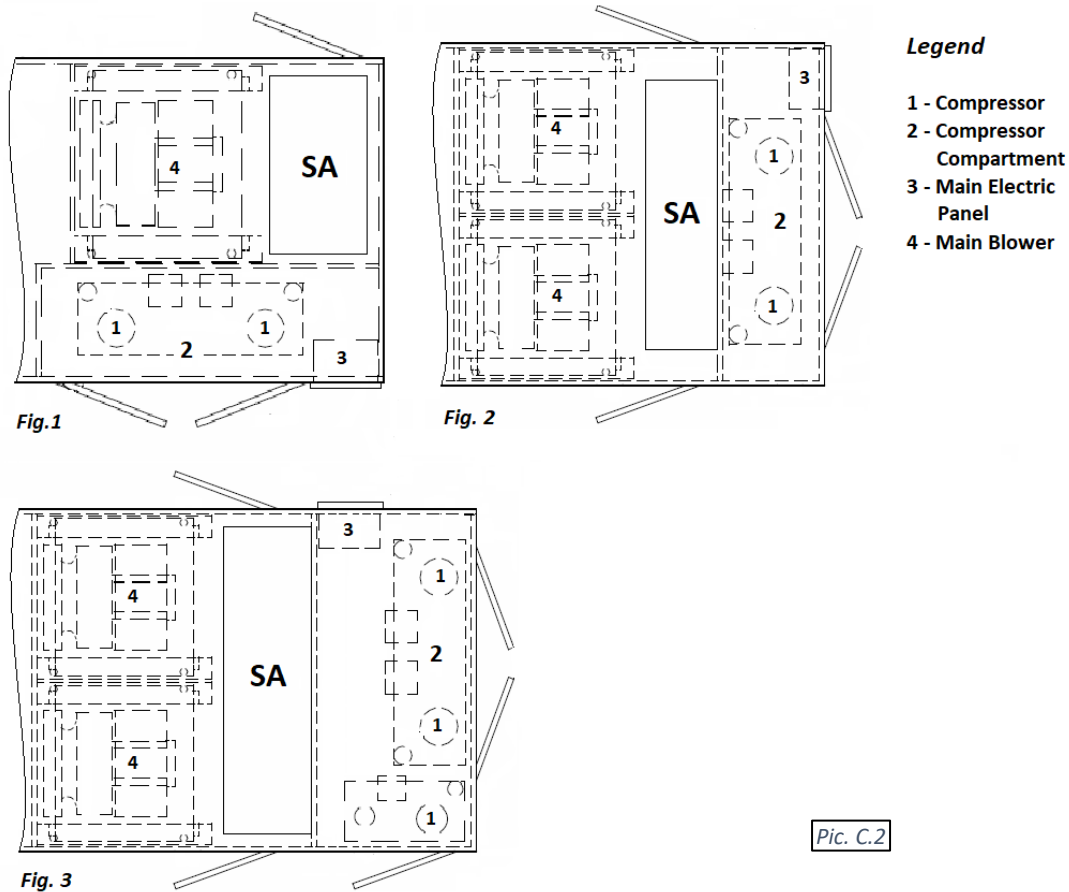 4
SA
1
1
2
3
Fig.1
4
4
SA
3
1
2
1
Fig. 2
Legend
1 - Compressor
2 - Compressor
Compartment
3 - Main Electric
Panel
4 - Main Blower
4
4
SA
3
1
2
1
1
Fig. 3
Pic. C.2